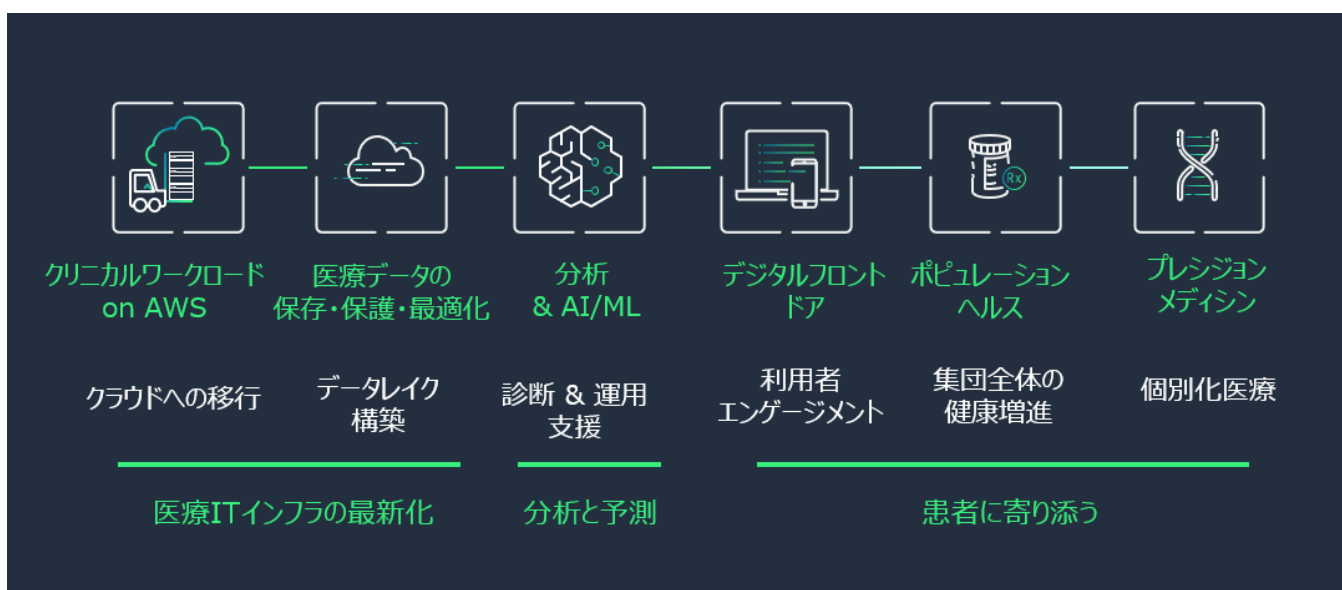 Rx
クリニカルワークロード
on AWS
医療データの
保存・保護・最適化
分析
& AI/ML
デジタルフロント
ドア
ポピュレーション
ヘルス
プレシジョン
メディシン
クラウドへの移行
データレイク
構築
診断 & 運用
支援
利用者
エンゲージメント
集団全体の
健康増進
個別化医療
医療ITインフラの最新化
分析と予測
患者に寄り添う